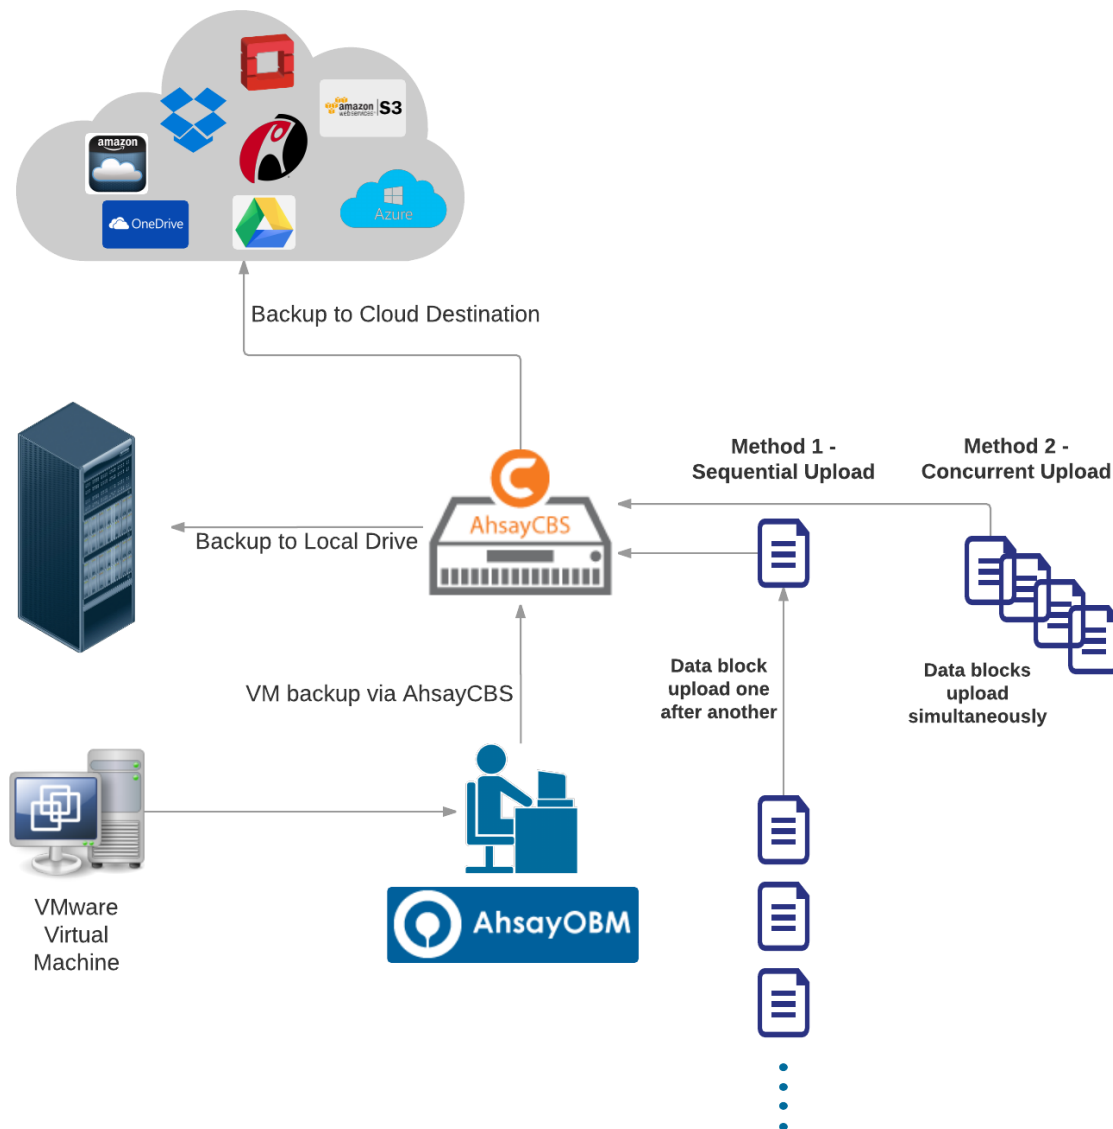 amazon
webservices
S3
amazon
OneDrive
Azure
Backup to Cloud Destination
Method 1 -
Sequential Upload
Method 2 -
Concurrent Upload
AhsayCBS
Backup to Local Drive
Data block
upload one
after another
Data blocks
upload
simultaneously
VM backup via AhsayCBS
AhsayOBM
VMware
Virtual
Machine